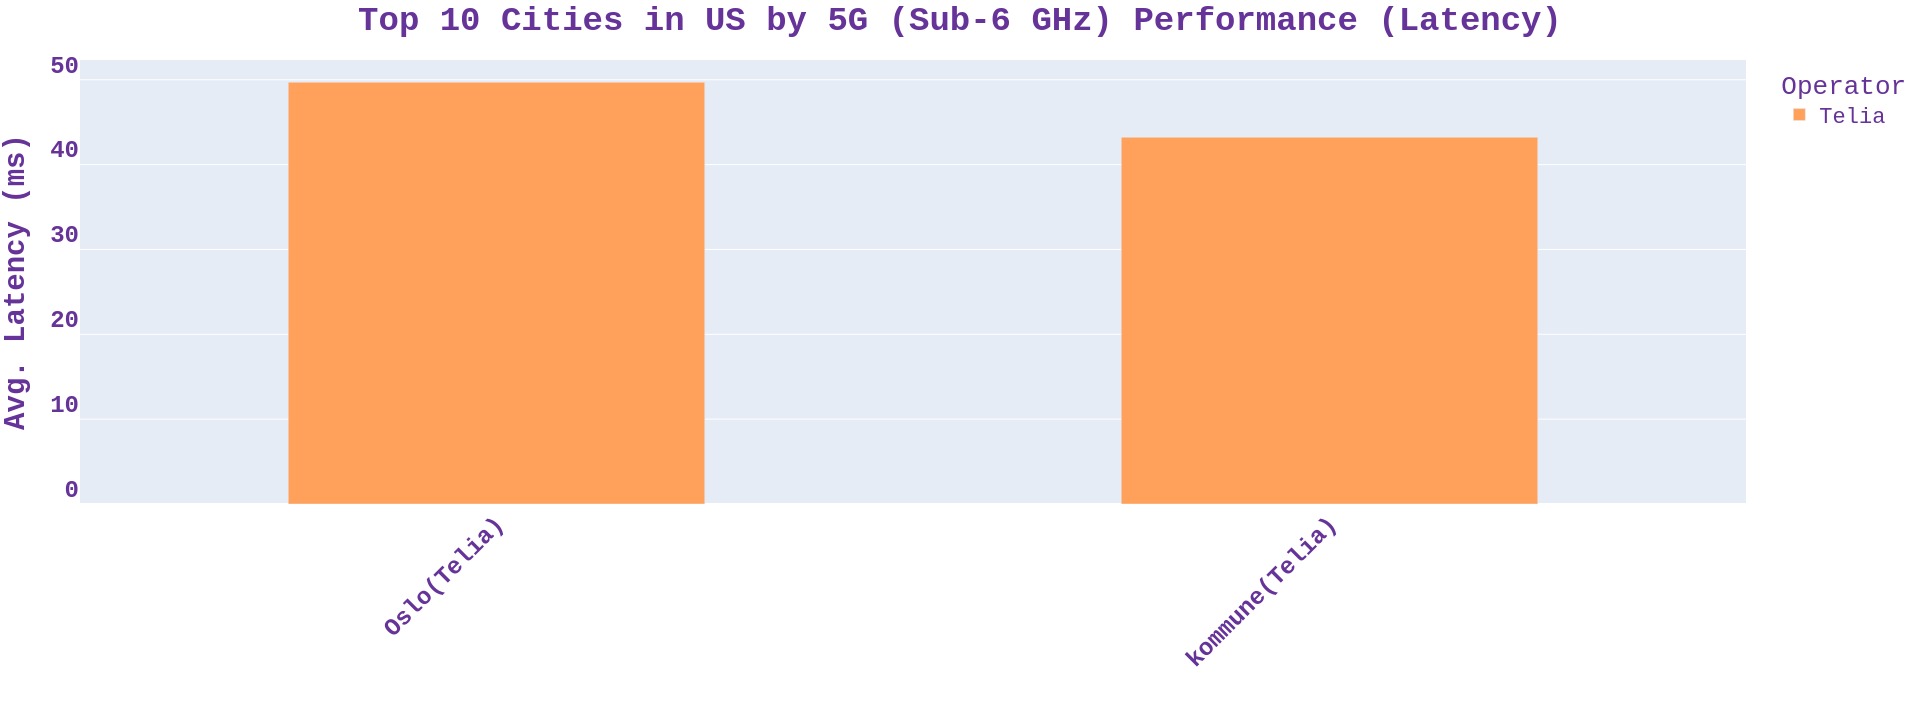 Top 10 Cities in US by 5G (Sub-6 GHz) Performance (Latency)
Avg. Latency (ms)
50
40
30
20
10
0
Oslo(Telia)
kommune(Telia)
Operator
Telia